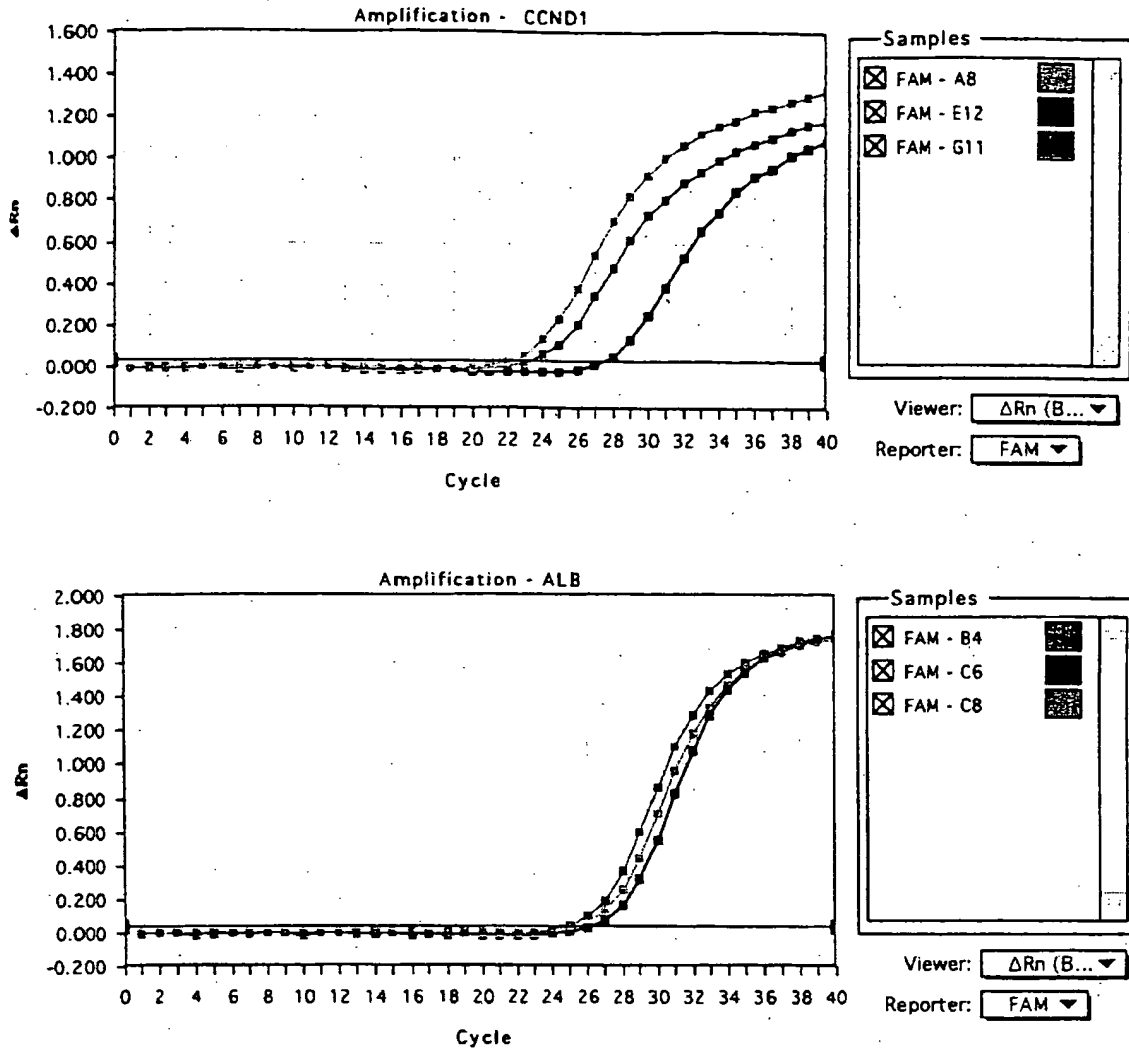 Amplification - CCND1
1.600
1.400
1.200
1.000
0.800
0.600
0.400
0.200
0.000
-0.200
ΔRn
0 2 4 6 8 10 12 14 16 18 20 22 24 26 28 30 32 34 36 38 40
Cycle
Samples
FAM - A8
FAM - E12
FAM - G11
Viewer: ΔRn (B...
Reporter: FAM
Amplification - ALB
2.000
1.800
1.600
1.400
1.200
1.000
0.800
0.600
0.400
0.200
0.000
-0.200
ΔRn
0 2 4 6 8 10 12 14 16 18 20 22 24 26 28 30 32 34 36 38 40
Cycle
Samples
FAM - B4
FAM - C6
FAM - C8
Viewer: ΔRn (B...
Reporter: FAM